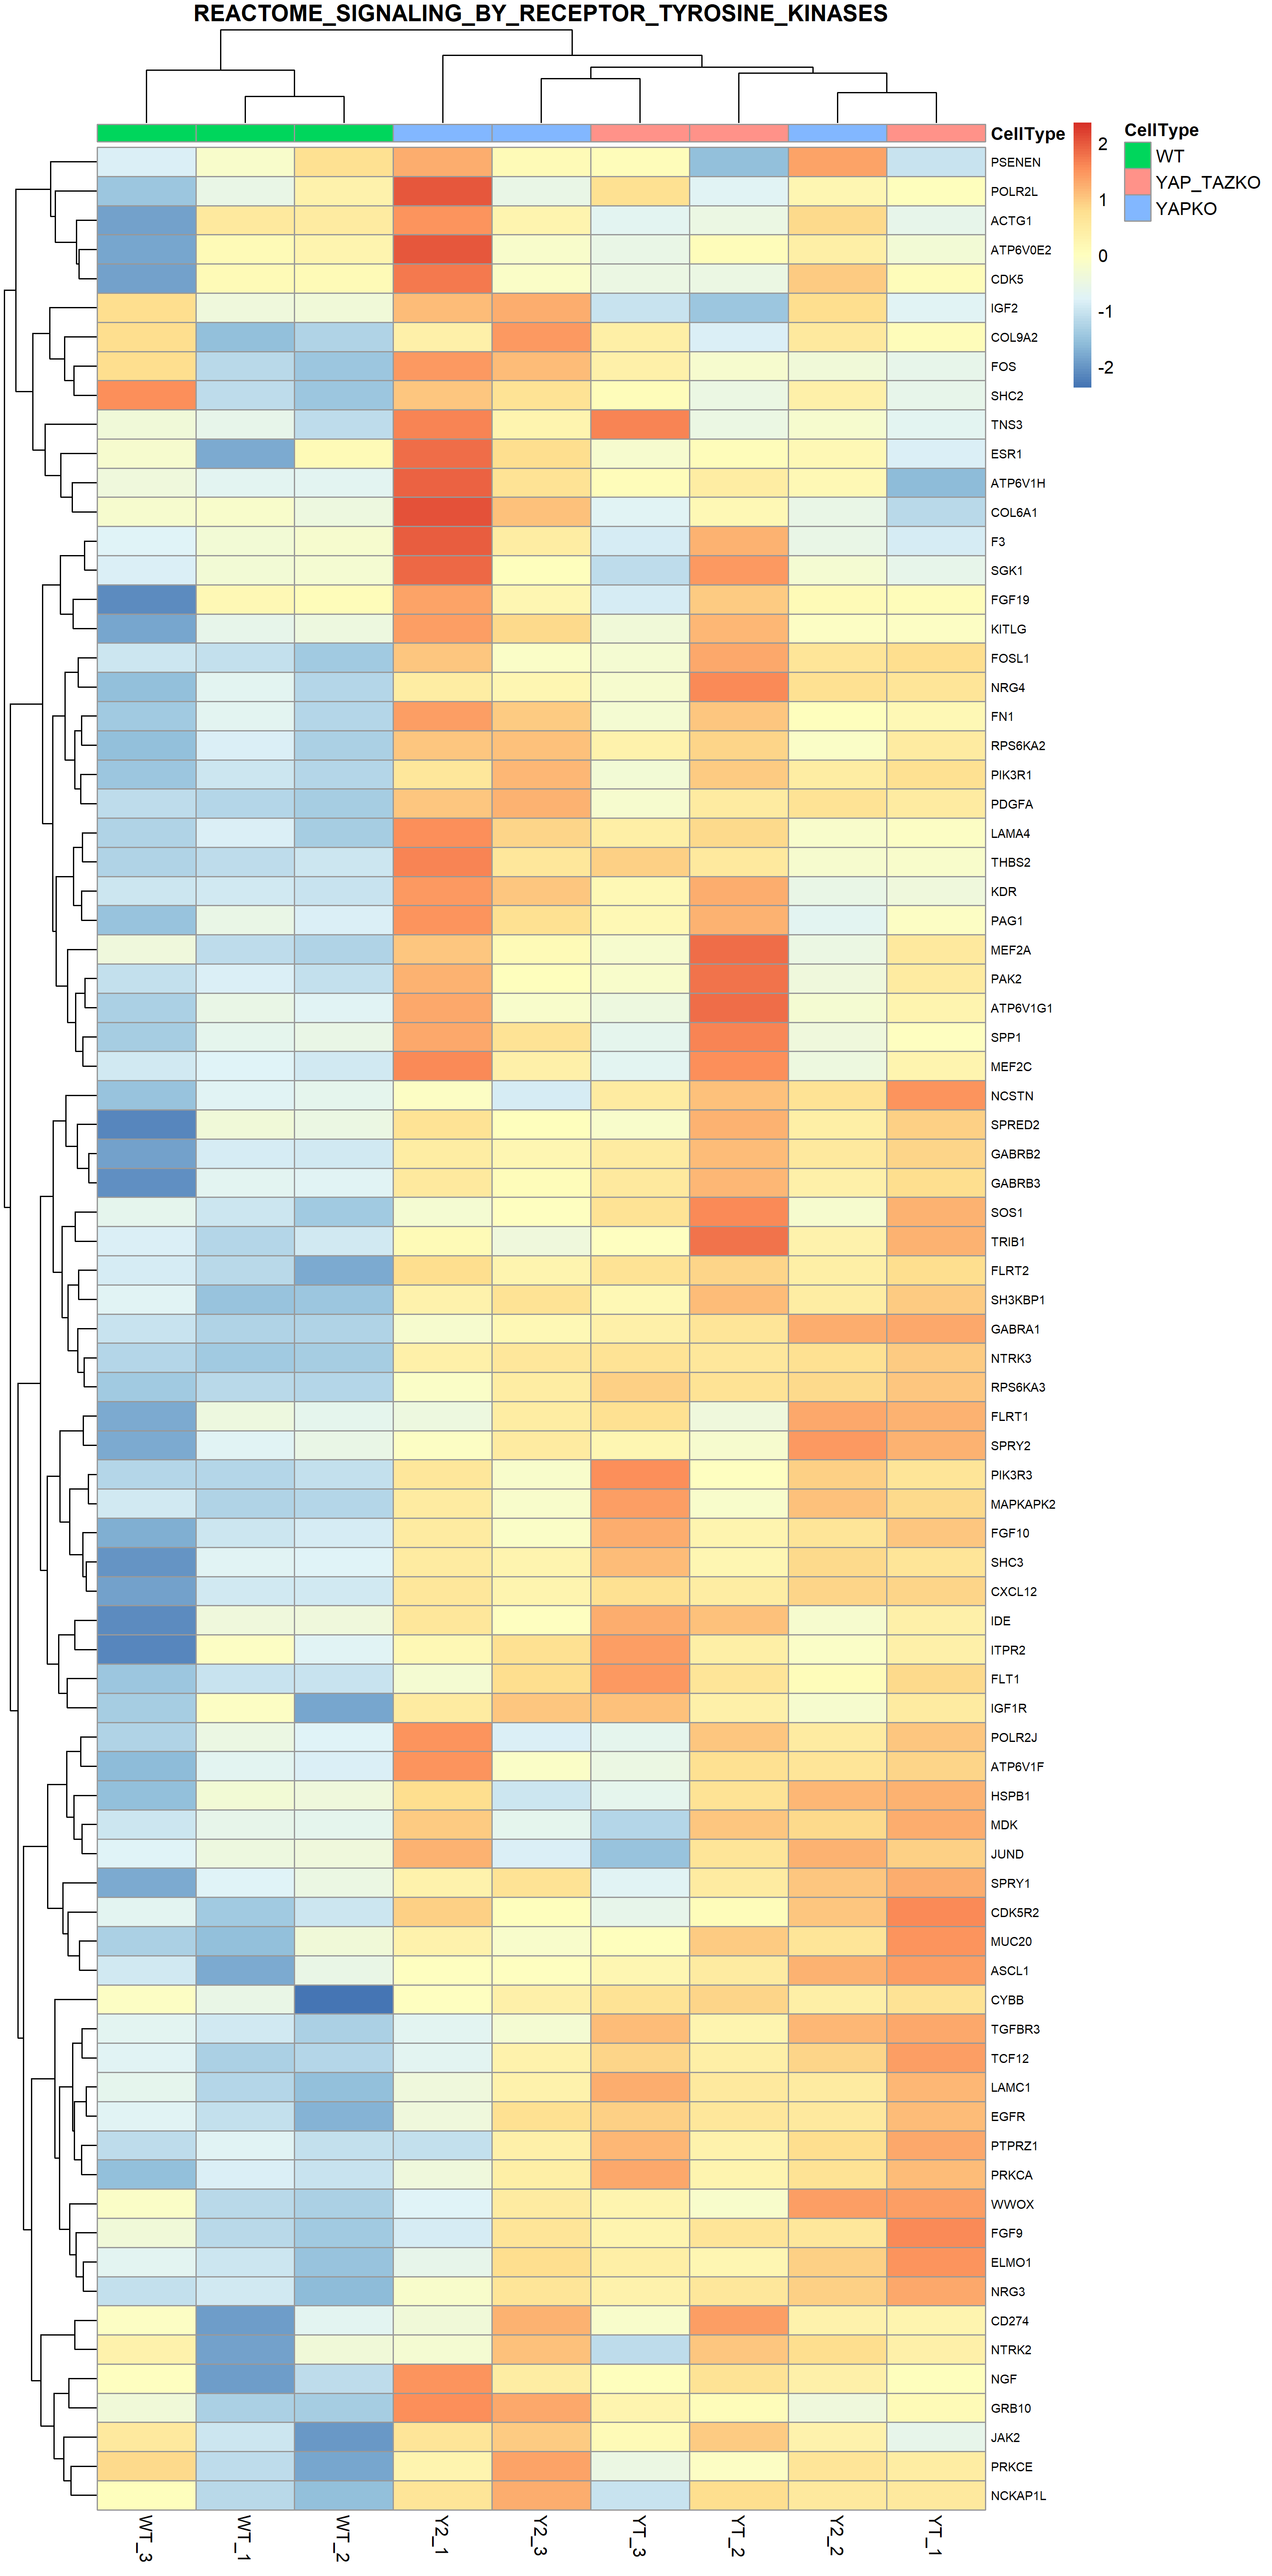 REACTOME_SIGNALING_BY_RECEPTOR_TYROSINE_KINASES
CellType
CellType
WT
YAP_TAZKO
YAPKO
2
1
0
-1
-2
PSENEN
POLR2L
ACTG1
ATP6V0E2
CDK5
IGF2
COL9A2
FOS
SHC2
TNS3
ESR1
ATP6V1H
COL6A1
F3
SGK1
FGF19
KITLG
FOSL1
NRG4
FN1
RPS6KA2
PIK3R1
PDGFA
LAMA4
THBS2
KDR
PAG1
MEF2A
PAK2
ATP6V1G1
SPP1
MEF2C
NCSTN
SPRED2
GABRB2
GABRB3
SOS1
TRIB1
FLRT2
SH3KBP1
GABRA1
NTRK3
RPS6KA3
FLRT1
SPRY2
PIK3R3
MAPKAPK2
FGF10
SHC3
CXCL12
IDE
ITPR2
FLT1
IGF1R
POLR2J
ATP6V1F
HSPB1
MDK
JUND
SPRY1
CDK5R2
MUC20
ASCL1
CYBB
TGFBR3
TCF12
LAMC1
EGFR
PTPRZ1
PRKCA
WWOX
FGF9
ELMO1
NRG3
CD274
NTRK2
NGF
GRB10
JAK2
PRKCE
NCKAP1L
WT_3
WT_1
WT_2
Y2_1
Y2_3
YT_3
YT_2
Y2_2
YT_1